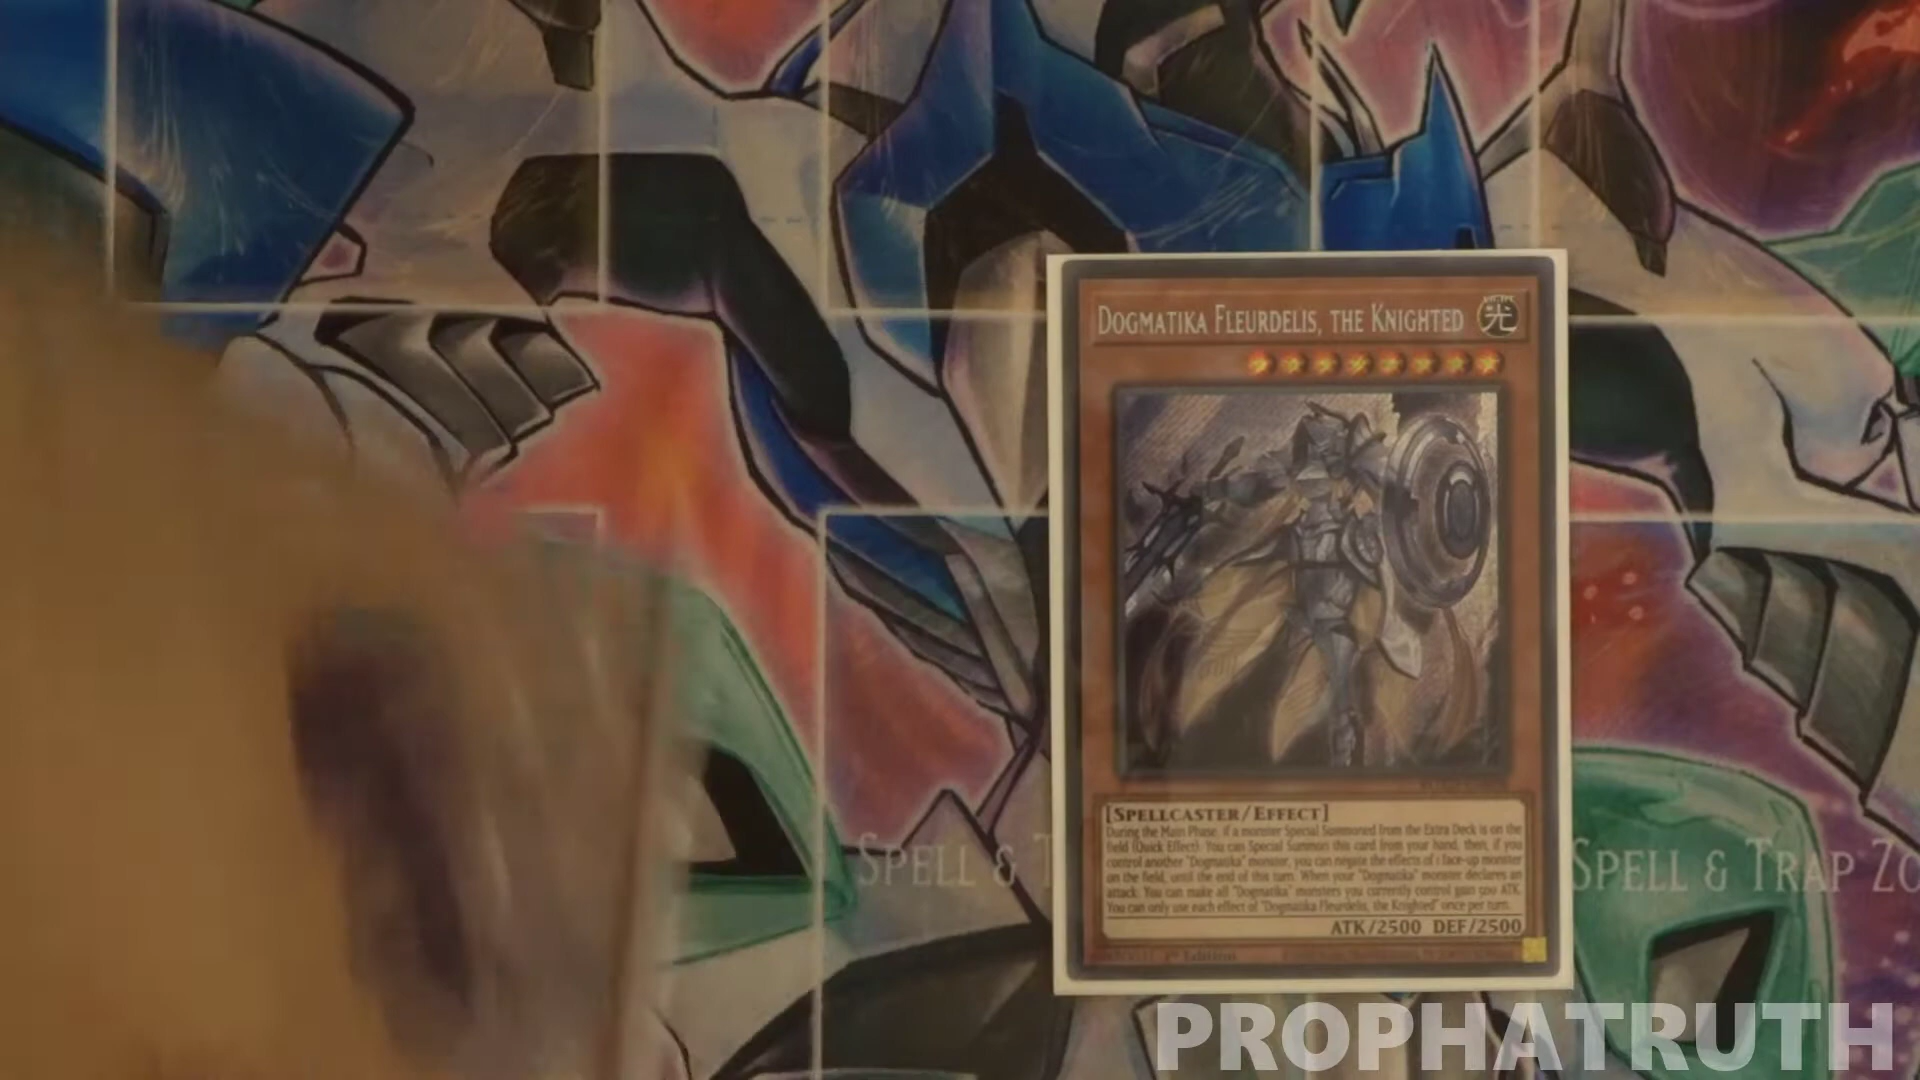 DOGMATIKA FLEURDELIS, THE KNIGHTED
光
[SPELLCASTER/EFFECT]
During the Main Phase, if a monster Special Summoned from the Extra Deck is on the
field (Quick Effect): You can Special Summon this card from your hand, then, if you
control another "Dogmatika" monster, you can negate the effects of 1 face-up monster
on the field, until the end of this turn. When your "Dogmatika" monster declares an
attack: You can make all "Dogmatika" monsters you currently control gain 500 ATK.
You can only use each effect of "Dogmatika Fleurdelis, the Knighted" once per turn.
ATK/2500 DEF/2500
1st Edition
SPELL & T
SPELL & TRAP ZO
PROPHATRUTH